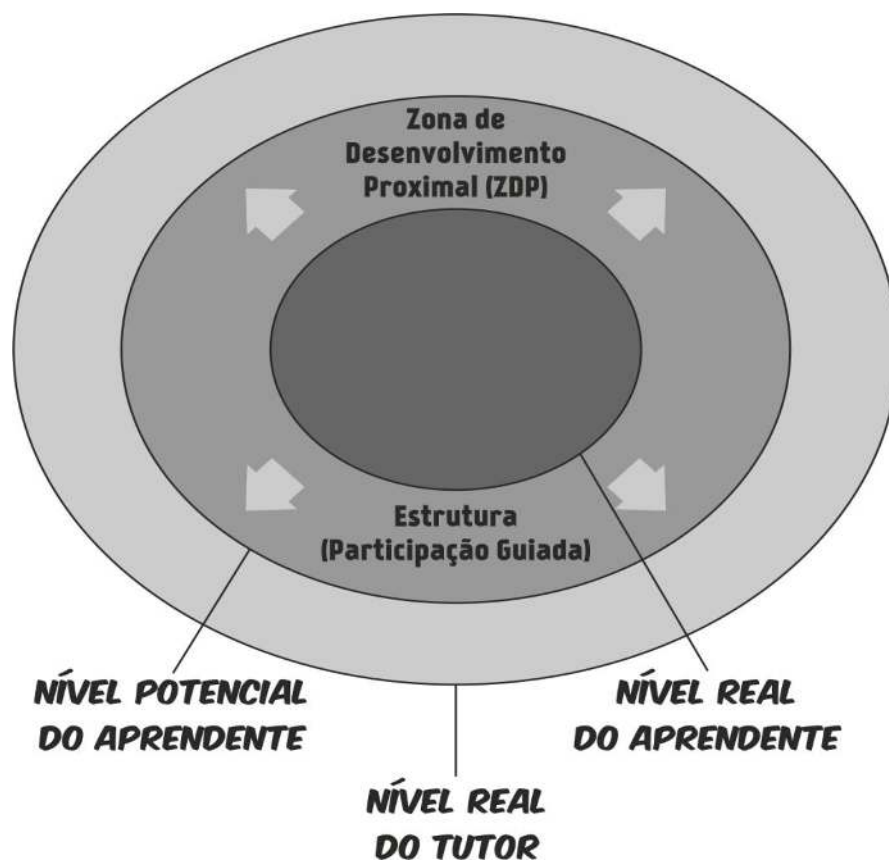 Zona de
Desenvolvimento
Proximal (ZDP)
Estrutura
(Participação Guiada)
NÍVEL POTENCIAL
DO APRENDENTE
NÍVEL REAL
DO APRENDENTE
NÍVEL REAL
DO TUTOR